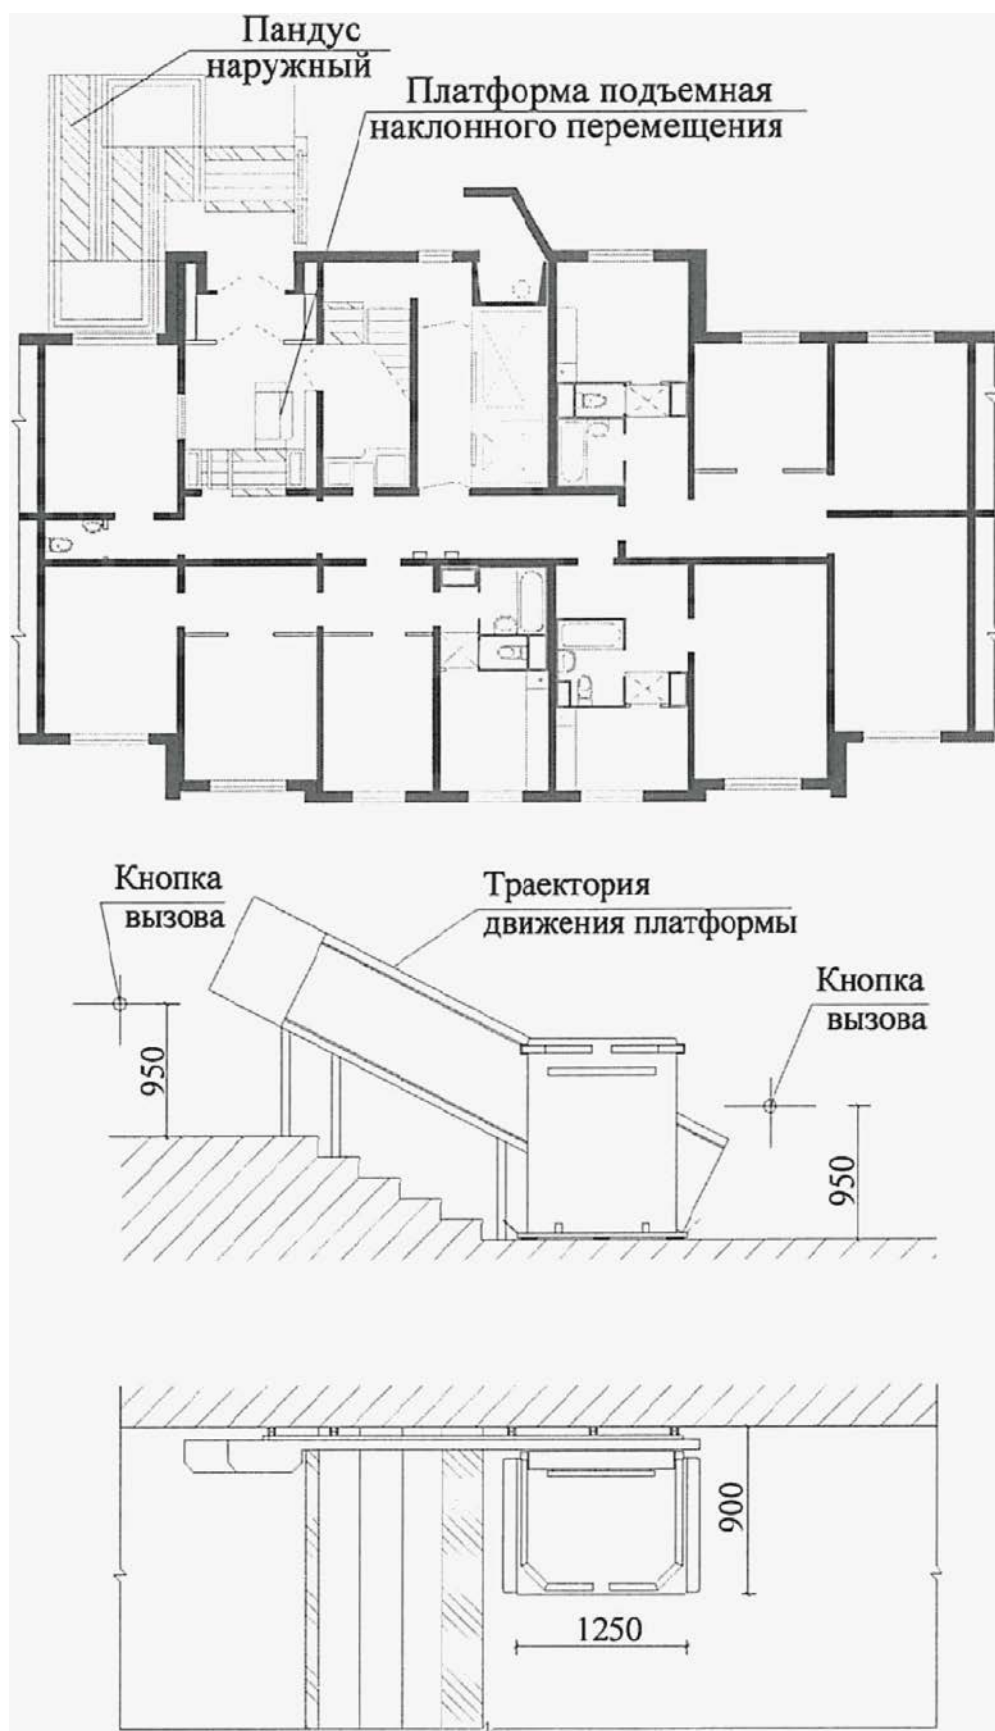 Пандус
наружный
Платформа подъемная
наклонного перемещения
Кнопка
вызова
Траектория
движения платформы
Кнопка
вызова
950
950
900
1250